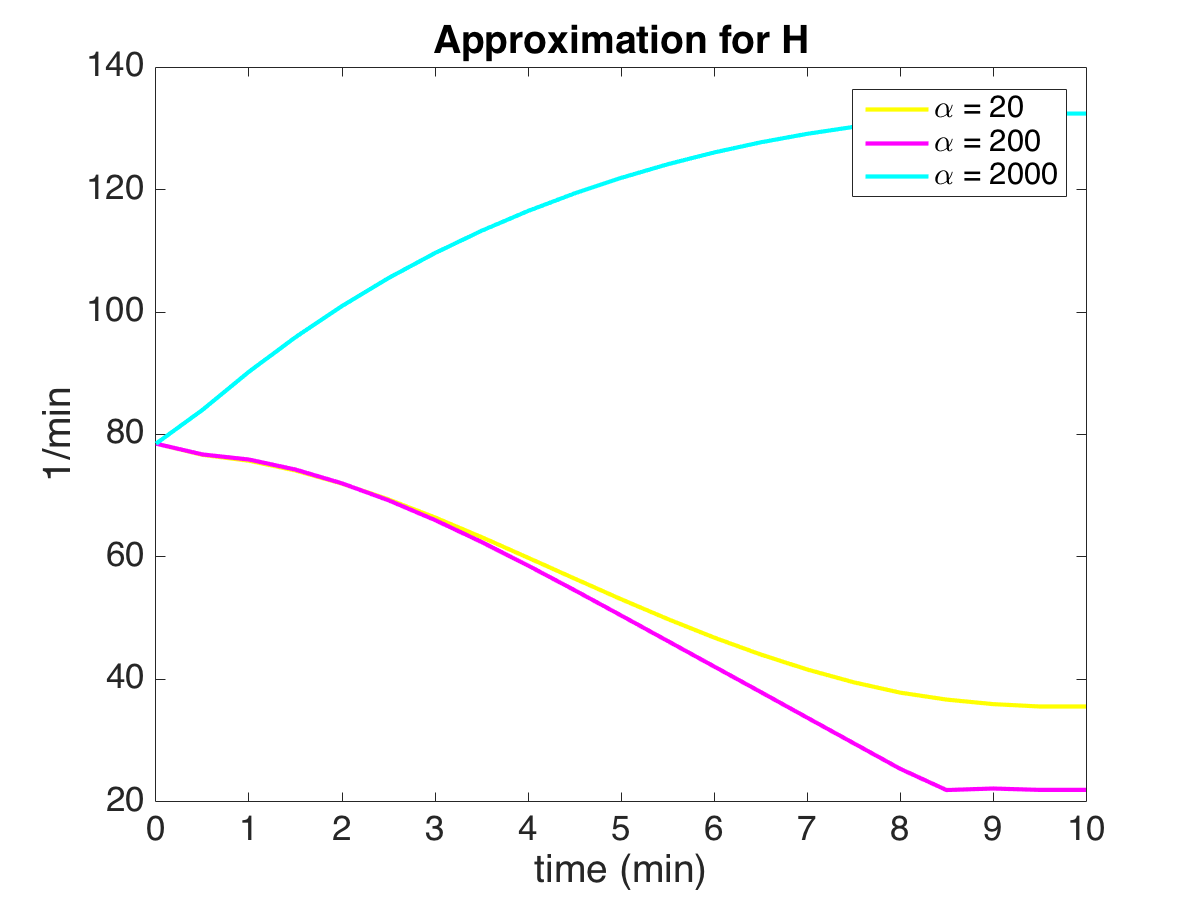 Approximation for H
140
120
100
80
60
40
20
1/min
α = 20
α = 200
α = 2000
0 1 2 3 4 5 6 7 8 9 10
time (min)